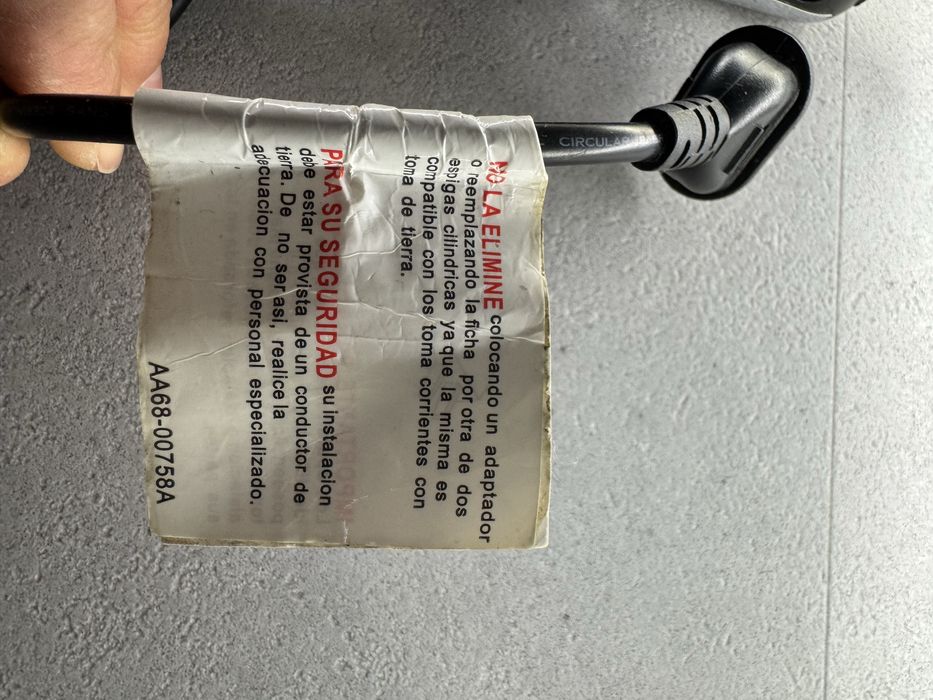 NO LA ELIMINE colocando un adaptador
o reemplazando la ficha por otra de dos
espigas cilindricas ya que la misma es
compatible con los toma corrientes con
toma de tierra.
PARA SU SEGURIDAD su instalacion
debe estar provista de un conductor de
tierra. De no ser asi, realice la
adecuacion con personal especializado.
AA68-00758A
CIRCULAR